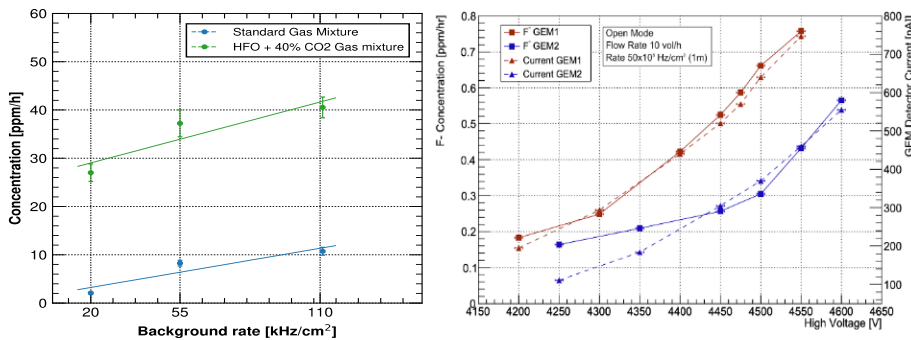 60
50
40
30
20
10
0
20
55
110
Concentration [ppm/h]
Background rate [kHz/cm²]
Standard Gas Mixture
HFO + 40% CO2 Gas mixture
0.8
0.7
0.6
0.5
0.4
0.3
0.2
0.1
0
F- Concentration [ppm/hr]
F⁻ GEM1
F⁻ GEM2
Current GEM1
Current GEM2
Open Mode
Flow Rate 10 vol/h
Rate 50x10³ Hz/cm² (1m)
800
700
600
500
400
300
200
100
GEM Detector Current [nA]
4150
4200
4250
4300
4350
4400
4450
4500
4550
4600
4650
High Voltage [V]